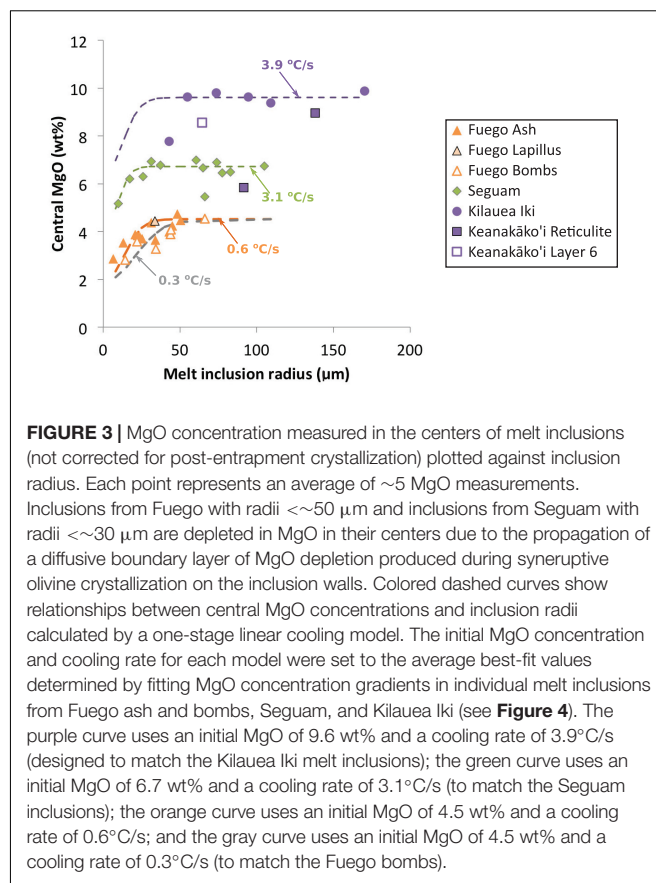 12
10
8
6
4
2
0
Central MgO (wt%)
0
50
100
150
200
Melt inclusion radius (µm)
3.9 °C/s
3.1 °C/s
0.6 °C/s
0.3 °C/s
Fuego Ash
Fuego Lapillus
Fuego Bombs
Seguam
Kilauea Iki
Keanakāko'i Reticulite
Keanakāko'i Layer 6
FIGURE 3 | MgO concentration measured in the centers of melt inclusions
(not corrected for post-entrapment crystallization) plotted against inclusion
radius. Each point represents an average of ∼5 MgO measurements.
Inclusions from Fuego with radii <∼50 µm and inclusions from Seguam with
radii <∼30 µm are depleted in MgO in their centers due to the propagation of
a diffusive boundary layer of MgO depletion produced during syneruptive
olivine crystallization on the inclusion walls. Colored dashed curves show
relationships between central MgO concentrations and inclusion radii
calculated by a one-stage linear cooling model. The initial MgO concentration
and cooling rate for each model were set to the average best-fit values
determined by fitting MgO concentration gradients in individual melt inclusions
from Fuego ash and bombs, Seguam, and Kilauea Iki (see Figure 4). The
purple curve uses an initial MgO of 9.6 wt% and a cooling rate of 3.9°C/s
(designed to match the Kilauea Iki melt inclusions); the green curve uses an
initial MgO of 6.7 wt% and a cooling rate of 3.1°C/s (to match the Seguam
inclusions); the orange curve uses an initial MgO of 4.5 wt% and a cooling
rate of 0.6°C/s; and the gray curve uses an initial MgO of 4.5 wt% and a
cooling rate of 0.3°C/s (to match the Fuego bombs).